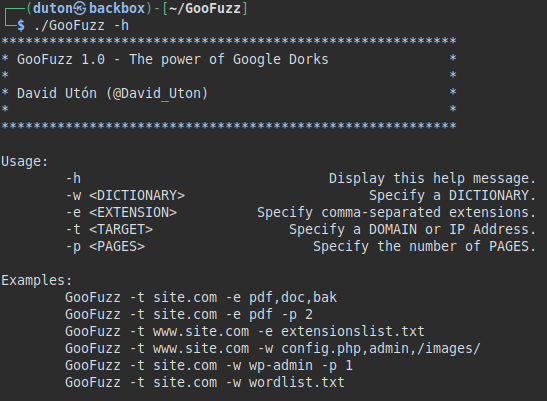 ┌──(duton㉿backbox)-[~/GooFuzz]
└─$ ./GooFuzz -h
*********************************************************
* GooFuzz 1.0 - The power of Google Dorks               *
*                                                       *
* David Utón (@David_Uton)                              *
*                                                       *
*********************************************************
Usage:
-h Display this help message.
-w <DICTIONARY> Specify a DICTIONARY.
-e <EXTENSION> Specify comma-separated extensions.
-t <TARGET> Specify a DOMAIN or IP Address.
-p <PAGES> Specify the number of PAGES.
Examples:
GooFuzz -t site.com -e pdf,doc,bak
GooFuzz -t site.com -e pdf -p 2
GooFuzz -t www.site.com -e extensionslist.txt
GooFuzz -t www.site.com -w config.php,admin,/images/
GooFuzz -t site.com -w wp-admin -p 1
GooFuzz -t site.com -w wordlist.txt